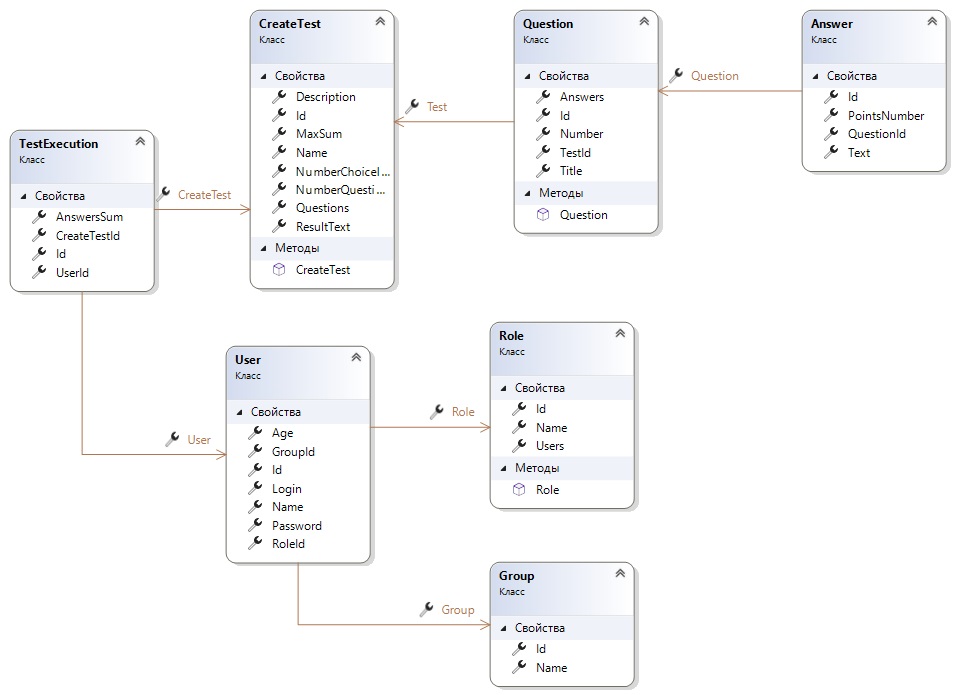 CreateTest
Класс
Свойства
Description
Id
MaxSum
Name
NumberChoiceI...
NumberQuesti...
Questions
ResultText
Методы
CreateTest
Question
Класс
Свойства
Answers
Id
Number
TestId
Title
Методы
Question
Answer
Класс
Свойства
Id
PointsNumber
QuestionId
Text
Question
Test
TestExecution
Класс
Свойства
AnswersSum
CreateTestId
Id
UserId
CreateTest
User
User
Класс
Свойства
Age
GroupId
Id
Login
Name
Password
RoleId
Role
Role
Класс
Свойства
Id
Name
Users
Методы
Role
Group
Group
Класс
Свойства
Id
Name